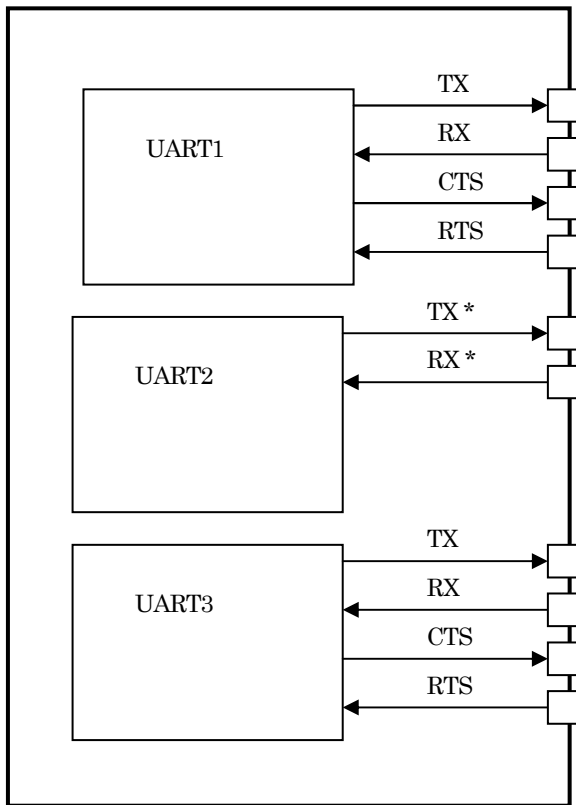 TX
RX
UART1
CTS
RTS
TX *
RX *
UART2
TX
RX
UART3
CTS
RTS